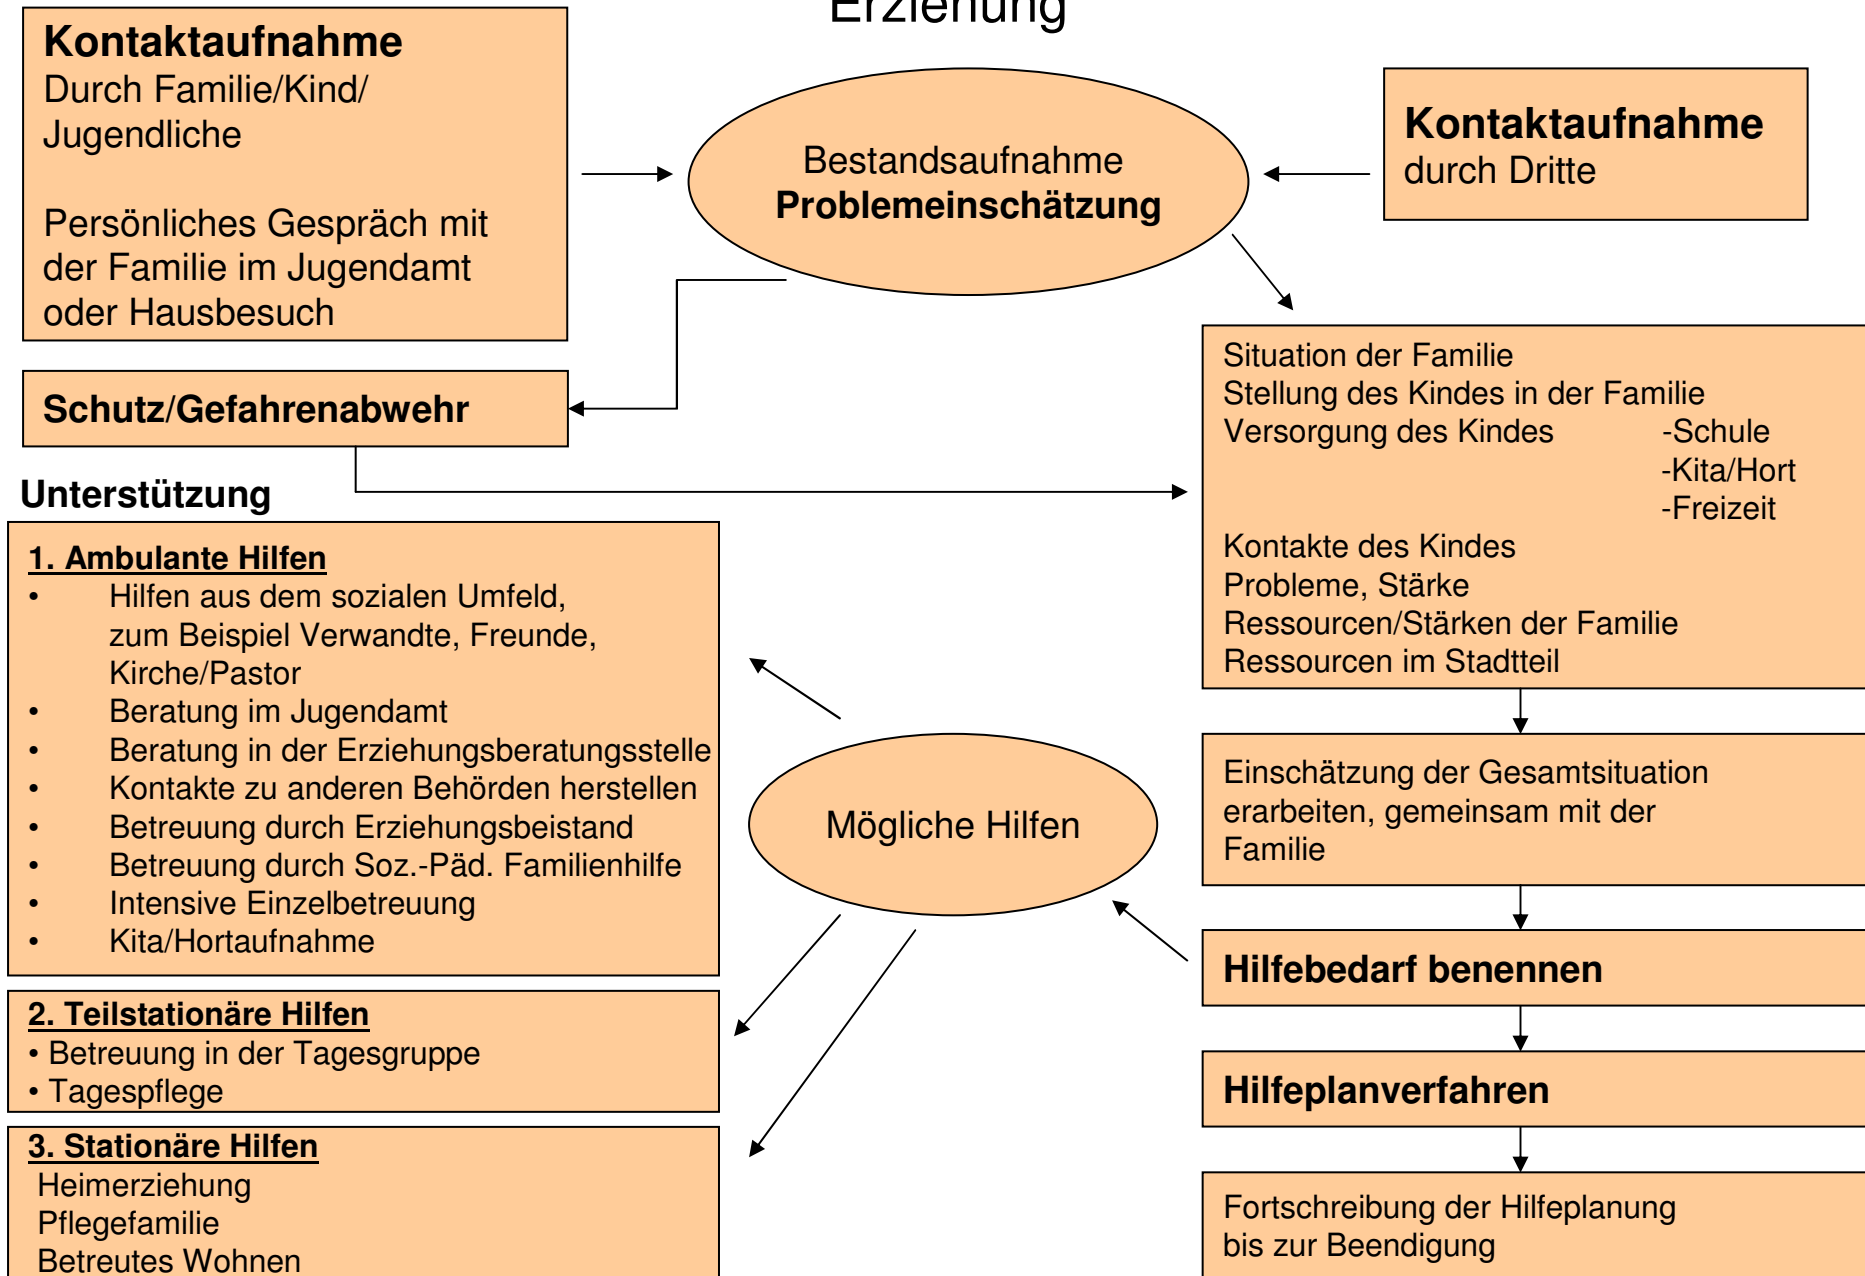 Erziehung
Kontaktaufnahme
Durch Familie/Kind/
Jugendliche
Persönliches Gespräch mit
der Familie im Jugendamt
oder Hausbesuch
Bestandsaufnahme
Problemeinschätzung
Kontaktaufnahme
durch Dritte
Schutz/Gefahrenabwehr
Situation der Familie
Stellung des Kindes in der Familie
Versorgung des Kindes -Schule
-Kita/Hort
-Freizeit
Kontakte des Kindes
Probleme, Stärke
Ressourcen/Stärken der Familie
Ressourcen im Stadtteil
Unterstützung
1. Ambulante Hilfen
• Hilfen aus dem sozialen Umfeld,
zum Beispiel Verwandte, Freunde,
Kirche/Pastor
• Beratung im Jugendamt
• Beratung in der Erziehungsberatungsstelle
• Kontakte zu anderen Behörden herstellen
• Betreuung durch Erziehungsbeistand
• Betreuung durch Soz.-Päd. Familienhilfe
• Intensive Einzelbetreuung
• Kita/Hortaufnahme
Mögliche Hilfen
Einschätzung der Gesamtsituation
erarbeiten, gemeinsam mit der
Familie
Hilfebedarf benennen
2. Teilstationäre Hilfen
• Betreuung in der Tagesgruppe
• Tagespflege
Hilfeplanverfahren
3. Stationäre Hilfen
Heimerziehung
Pflegefamilie
Betreutes Wohnen
Fortschreibung der Hilfeplanung
bis zur Beendigung